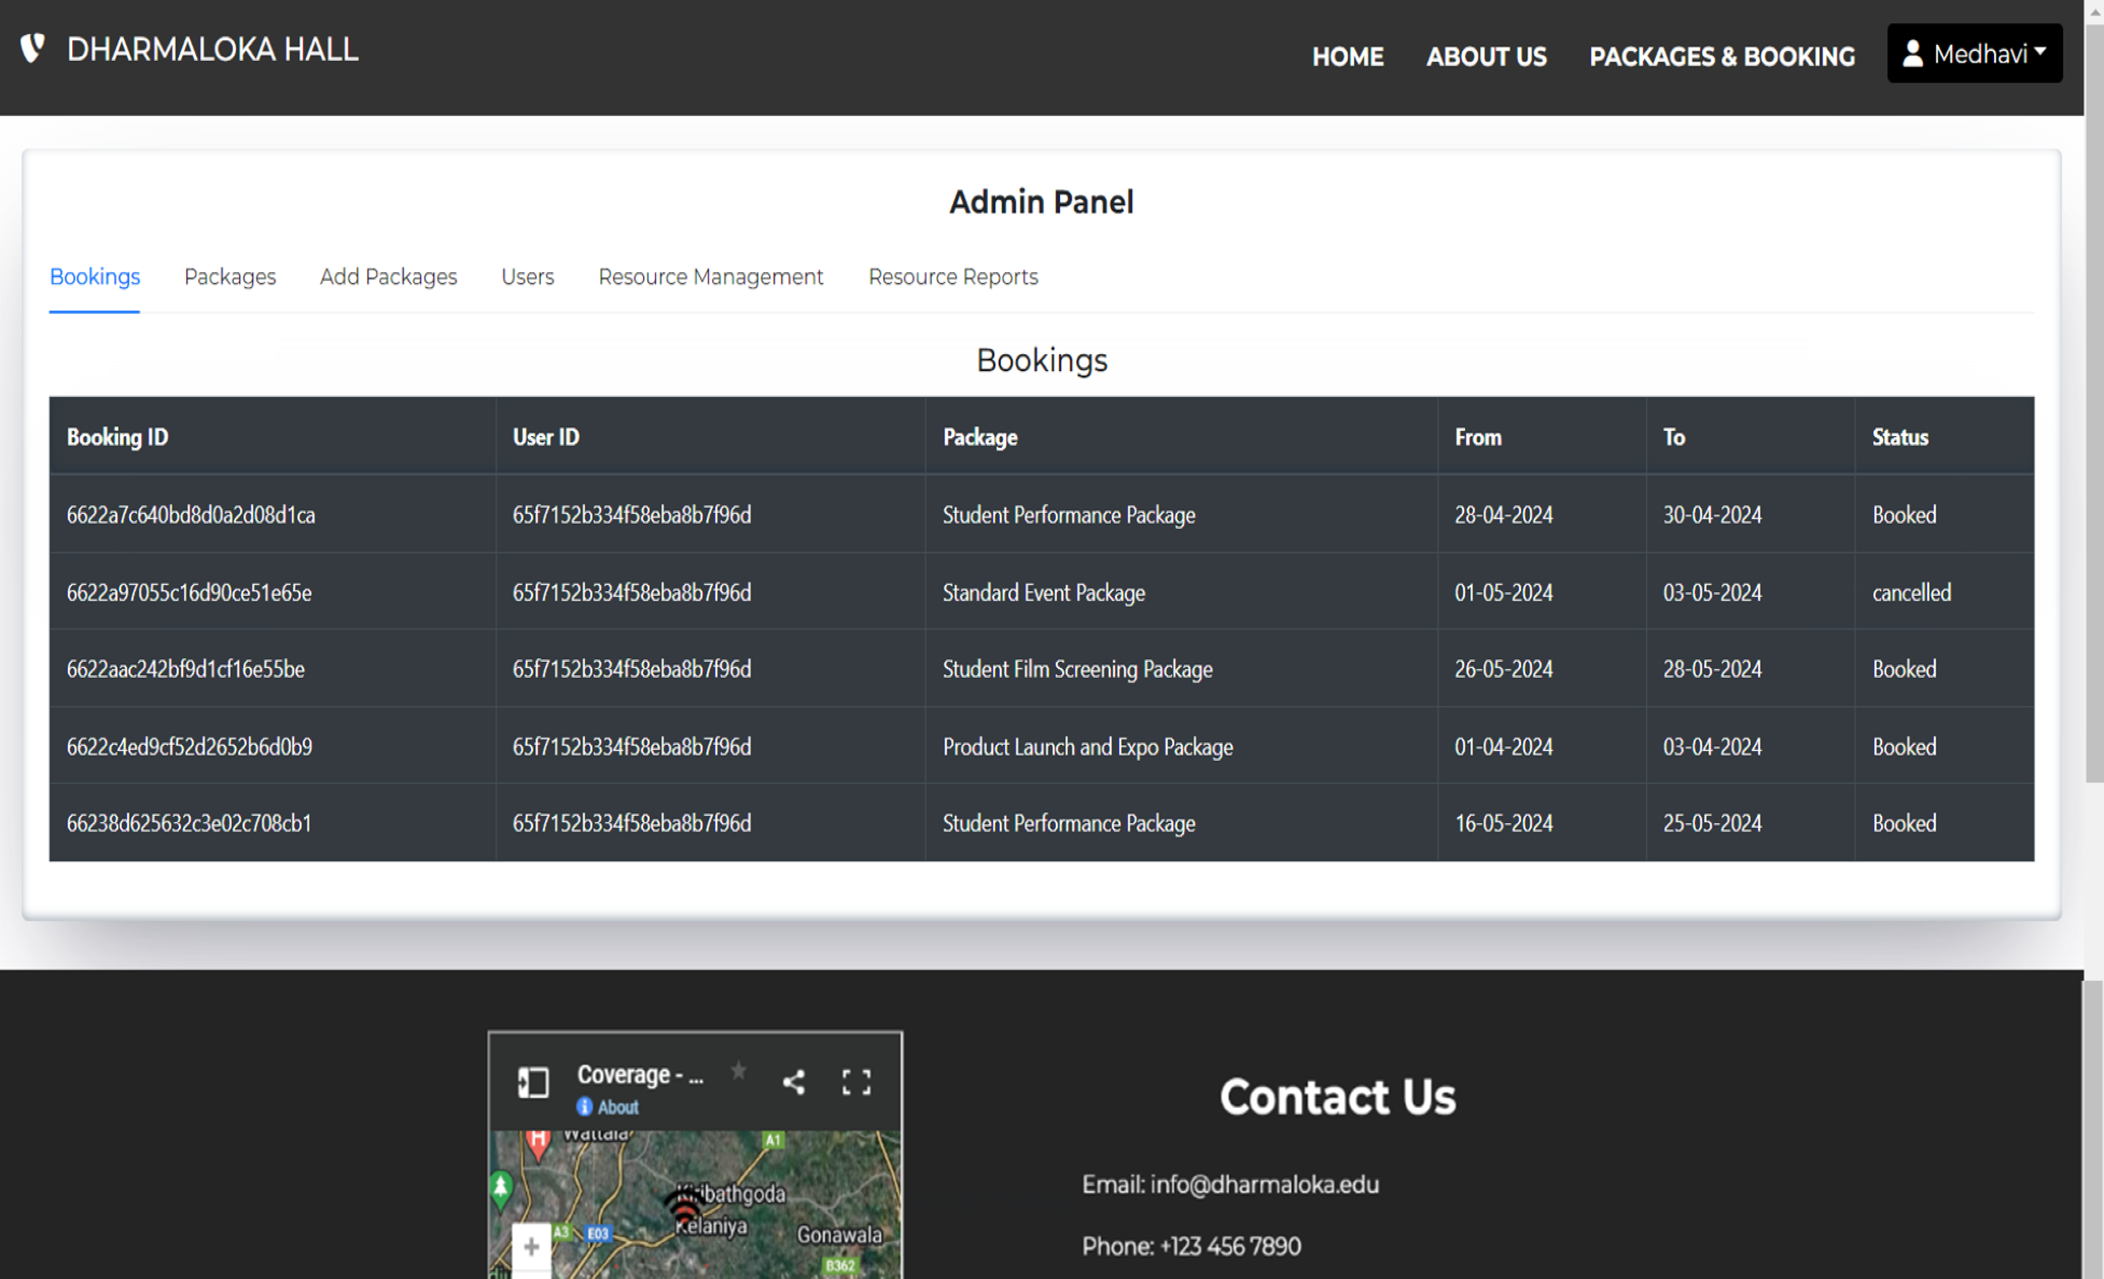 DHARMALOKA HALL
HOME ABOUT US PACKAGES & BOOKING Medhavi
Admin Panel
Bookings Packages Add Packages Users Resource Management Resource Reports
Bookings
Booking ID User ID Package From To Status
6622a7c640bd8d0a2d08d1ca 65f7152b334f58eba8b7f96d Student Performance Package 28-04-2024 30-04-2024 Booked
6622a97055c16d90ce51e65e 65f7152b334f58eba8b7f96d Standard Event Package 01-05-2024 03-05-2024 cancelled
6622aac242bf9d1cf16e55be 65f7152b334f58eba8b7f96d Student Film Screening Package 26-05-2024 28-05-2024 Booked
6622c4ed9cf52d2652b6d0b9 65f7152b334f58eba8b7f96d Product Launch and Expo Package 01-04-2024 03-04-2024 Booked
66238d625632c3e02c708cb1 65f7152b334f58eba8b7f96d Student Performance Package 16-05-2024 25-05-2024 Booked
Coverage - ...
About
Contact Us
H Wattala A1
Kiribathgoda
Email: info@dharmaloka.edu
Kelaniya
A3 E03 Gonawala
Phone: +123 456 7890
B362